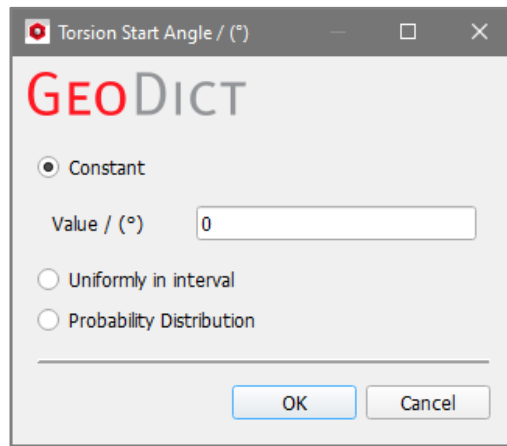 Torsion Start Angle / (°)
GEODICT
Constant
Value / (°) 0
Uniformly in interval
Probability Distribution
OK Cancel